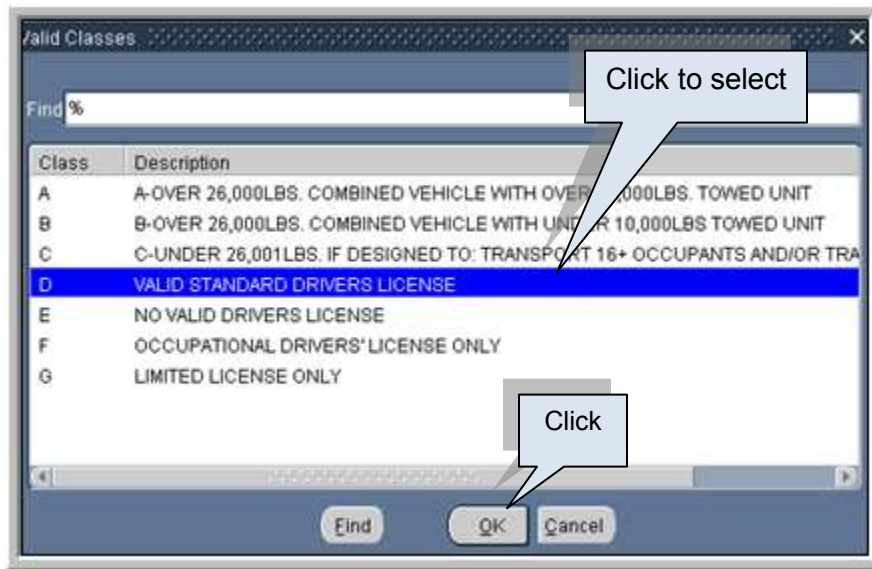 Valid Classes
Click to select
Find %
Class Description
A A-OVER 26,000LBS. COMBINED VEHICLE WITH OVER ,000LBS. TOWED UNIT
B B-OVER 26,000LBS. COMBINED VEHICLE WITH UNDER 10,000LBS TOWED UNIT
C C-UNDER 26,001LBS. IF DESIGNED TO: TRANSPORT 16+ OCCUPANTS AND/OR TRA
D VALID STANDARD DRIVERS LICENSE
E NO VALID DRIVERS LICENSE
F OCCUPATIONAL DRIVERS' LICENSE ONLY
G LIMITED LICENSE ONLY
Click
Find OK Cancel